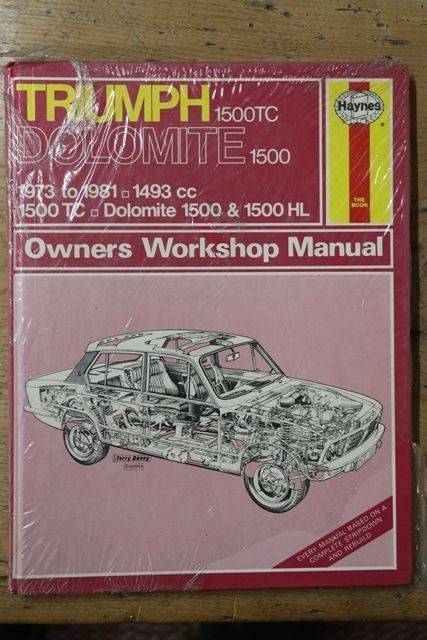 TRIUMPH 1500TC
DOLOMITE 1500
1973 to 1981 □ 1493 cc
1500 TC □ Dolomite 1500 & 1500 HL
Haynes
®
THE
BOOK
Owners Workshop Manual
Terry Davey
EVERY MANUAL BASED ON A
COMPLETE STRIPDOWN
AND REBUILD